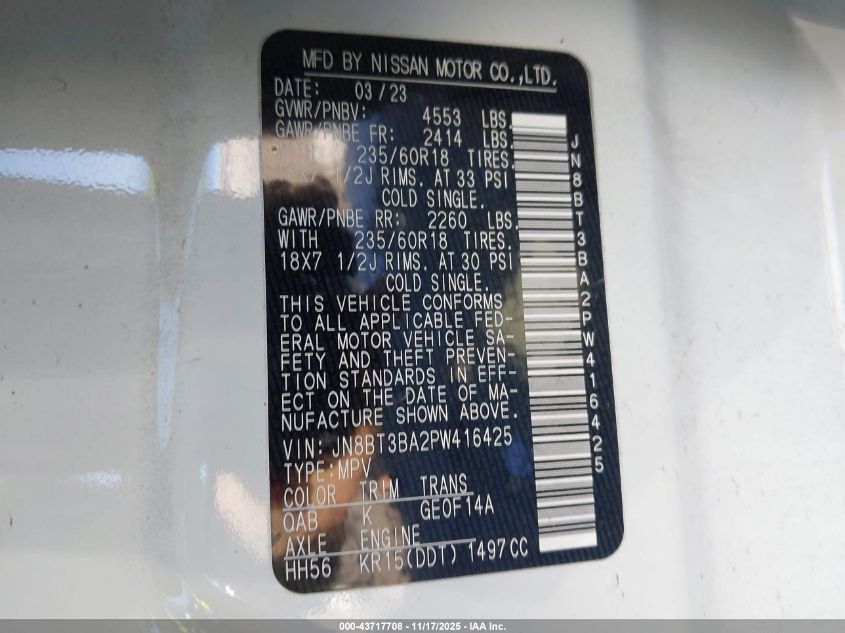 MFD BY NISSAN MOTOR CO.,LTD.
DATE: 03/23
GVWR/PNBV: 4553 LBS.
GAWR/PNBE FR: 2414 LBS.
235/60R18 TIRES.
1/2J RIMS. AT 33 PSI
COLD SINGLE.
GAWR/PNBE RR: 2260 LBS.
WITH 235/60R18 TIRES.
18X7 1/2J RIMS. AT 30 PSI
COLD SINGLE.
THIS VEHICLE CONFORMS
TO ALL APPLICABLE FED-
ERAL MOTOR VEHICLE SA-
FETY AND THEFT PREVEN-
TION STANDARDS IN EFF-
ECT ON THE DATE OF MA-
NUFACTURE SHOWN ABOVE.
VIN: JN8BT3BA2PW416425
TYPE:MPV
COLOR TRIM TRANS
QAB K GE0F14A
AXLE ENGINE
HH56 KR15(DDT) 1497CC
JN8BT3BA2PW416425
000-43717708 - 11/17/2025 - IAA Inc.